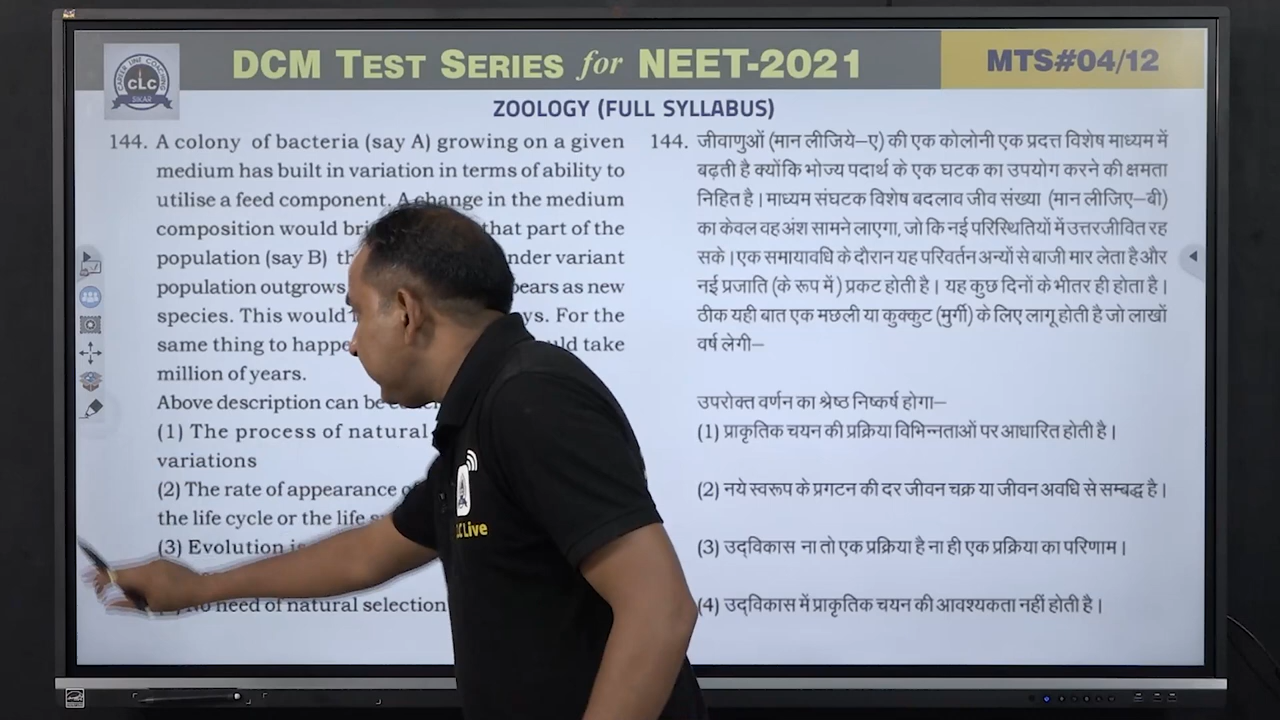 DCM TEST SERIES for NEET-2021
MTS#04/12
CAREER LINE COACHING
CLC
SIKAR
ZOOLOGY (FULL SYLLABUS)
144. A colony of bacteria (say A) growing on a given
medium has built in variation in terms of ability to
utilise a feed component. A change in the medium
composition would that part of the
population (say B) variant
population outgrows as new
species. This would For the
same thing to take
million of years.
Above description can be
(1) The process of natural
variations
(2) The rate of appearance
the life cycle or the life
(3) Evolution
need of natural selection
144. जीवाणुओं (मान लीजिये–ए) की एक कोलोनी एक प्रदत्त विशेष माध्यम में
बढ़ती है क्योंकि भोज्य पदार्थ के एक घटक का उपयोग करने की क्षमता
निहित है। माध्यम संघटक विशेष बदलाव जीव संख्या (मान लीजिए–बी)
का केवल वह अंश सामने लाएगा, जो कि नई परिस्थितियों में उत्तरजीवित रह
सके। एक समायावधि के दौरान यह परिवर्तन अन्यों से बाजी मार लेता है और
नई प्रजाति (के रूप में) प्रकट होती है। यह कुछ दिनों के भीतर ही होता है।
ठीक यही बात एक मछली या कुक्कुट (मुर्गी) के लिए लागू होती है जो लाखों
वर्ष लेगी–
उपरोक्त वर्णन का श्रेष्ठ निष्कर्ष होगा–
(1) प्राकृतिक चयन की प्रक्रिया विभिन्नताओं पर आधारित होती है।
(2) नये स्वरूप के प्रगटन की दर जीवन चक्र या जीवन अवधि से सम्बद्ध है।
(3) उद्विकास ना तो एक प्रक्रिया है ना ही एक प्रक्रिया का परिणाम।
(4) उद्विकास में प्राकृतिक चयन की आवश्यकता नहीं होती है।
Live